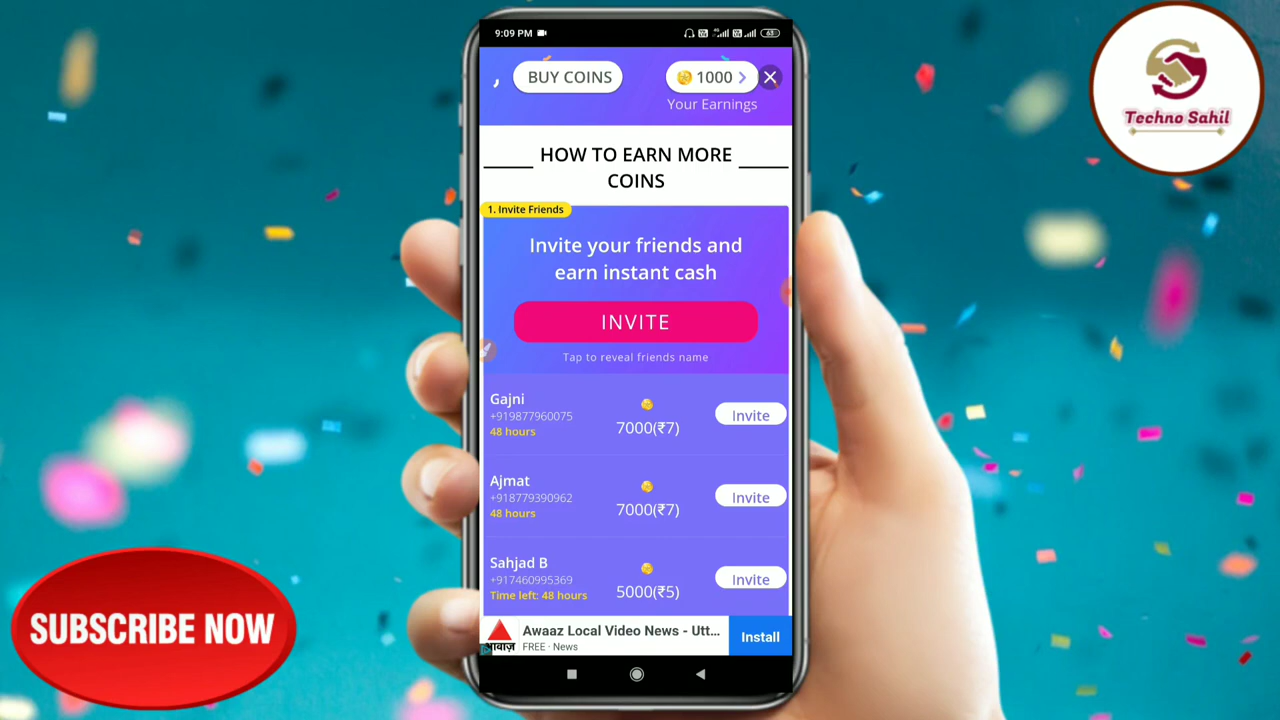 9:09 PM
63
BUY COINS
1000
Your Earnings
Techno Sahil
HOW TO EARN MORE
COINS
1. Invite Friends
Invite your friends and
earn instant cash
INVITE
Tap to reveal friends name
Gajni
+919877960075
48 hours
7000(₹7)
Invite
Ajmat
+918779390962
48 hours
7000(₹7)
Invite
Sahjad B
+917460995369
Time left: 48 hours
5000(₹5)
Invite
आवाज़
Awaaz Local Video News - Utt...
FREE · News
Install
SUBSCRIBE NOW